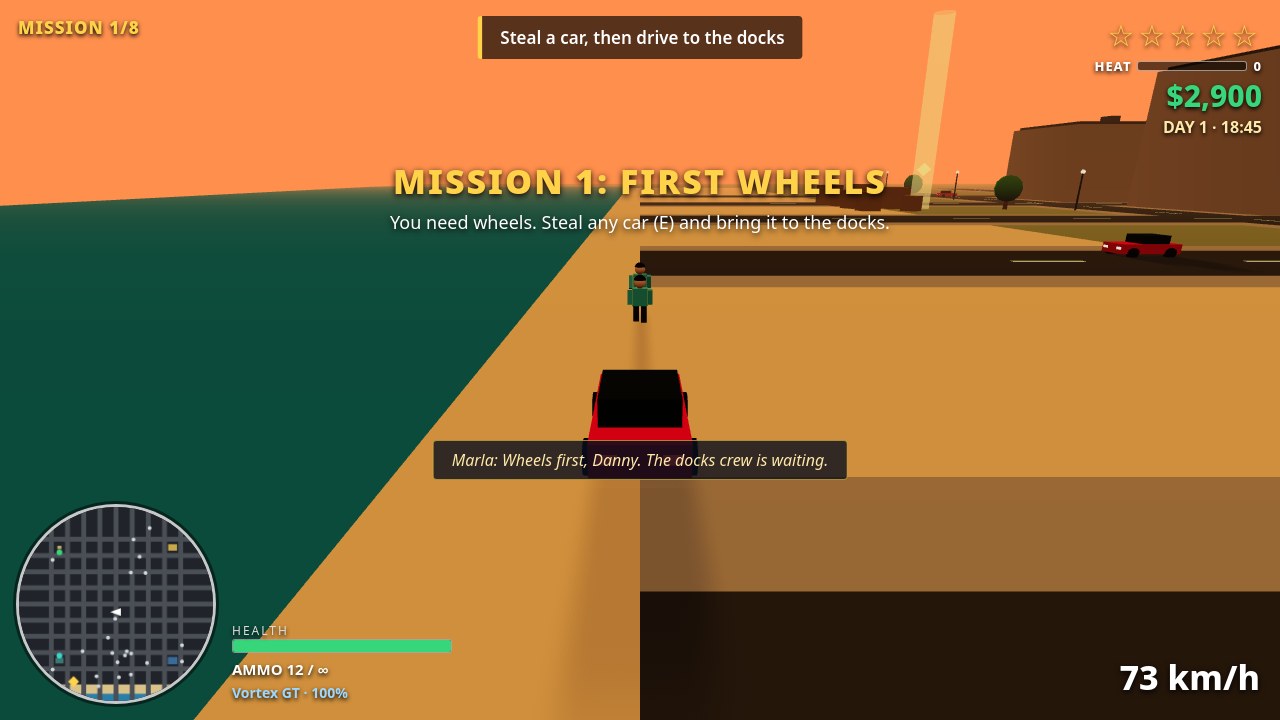 MISSION 1/8
Steal a car, then drive to the docks
☆☆☆☆☆
HEAT 0
$2,900
DAY 1 · 18:45
MISSION 1: FIRST WHEELS
You need wheels. Steal any car (E) and bring it to the docks.
Marla: Wheels first, Danny. The docks crew is waiting.
HEALTH
AMMO 12 / ∞
Vortex GT · 100%
73 km/h